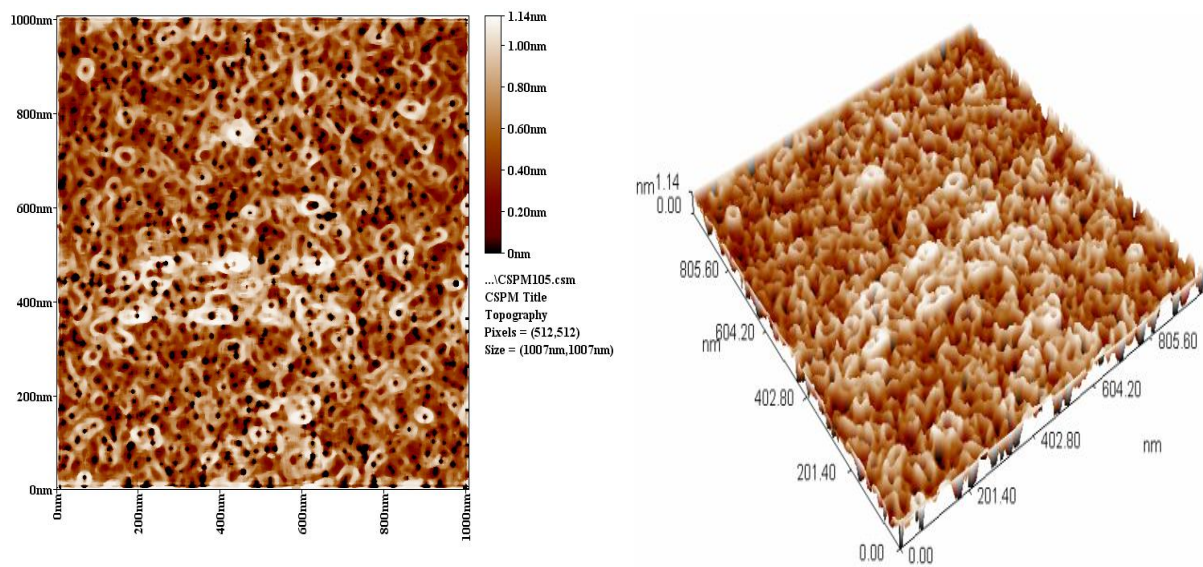 1000nm
800nm
600nm
400nm
200nm
0nm
0nm
200nm
400nm
600nm
800nm
1000nm
1.14nm
1.00nm
0.80nm
0.60nm
0.40nm
0.20nm
0nm
...\CSPM105.csm
CSPM Title
Topography
Pixels = (512,512)
Size = (1007nm,1007nm)
nm 1.14
0.00
805.60
604.20
nm
402.80
201.40
0.00
0.00
201.40
402.80
nm
604.20
805.60